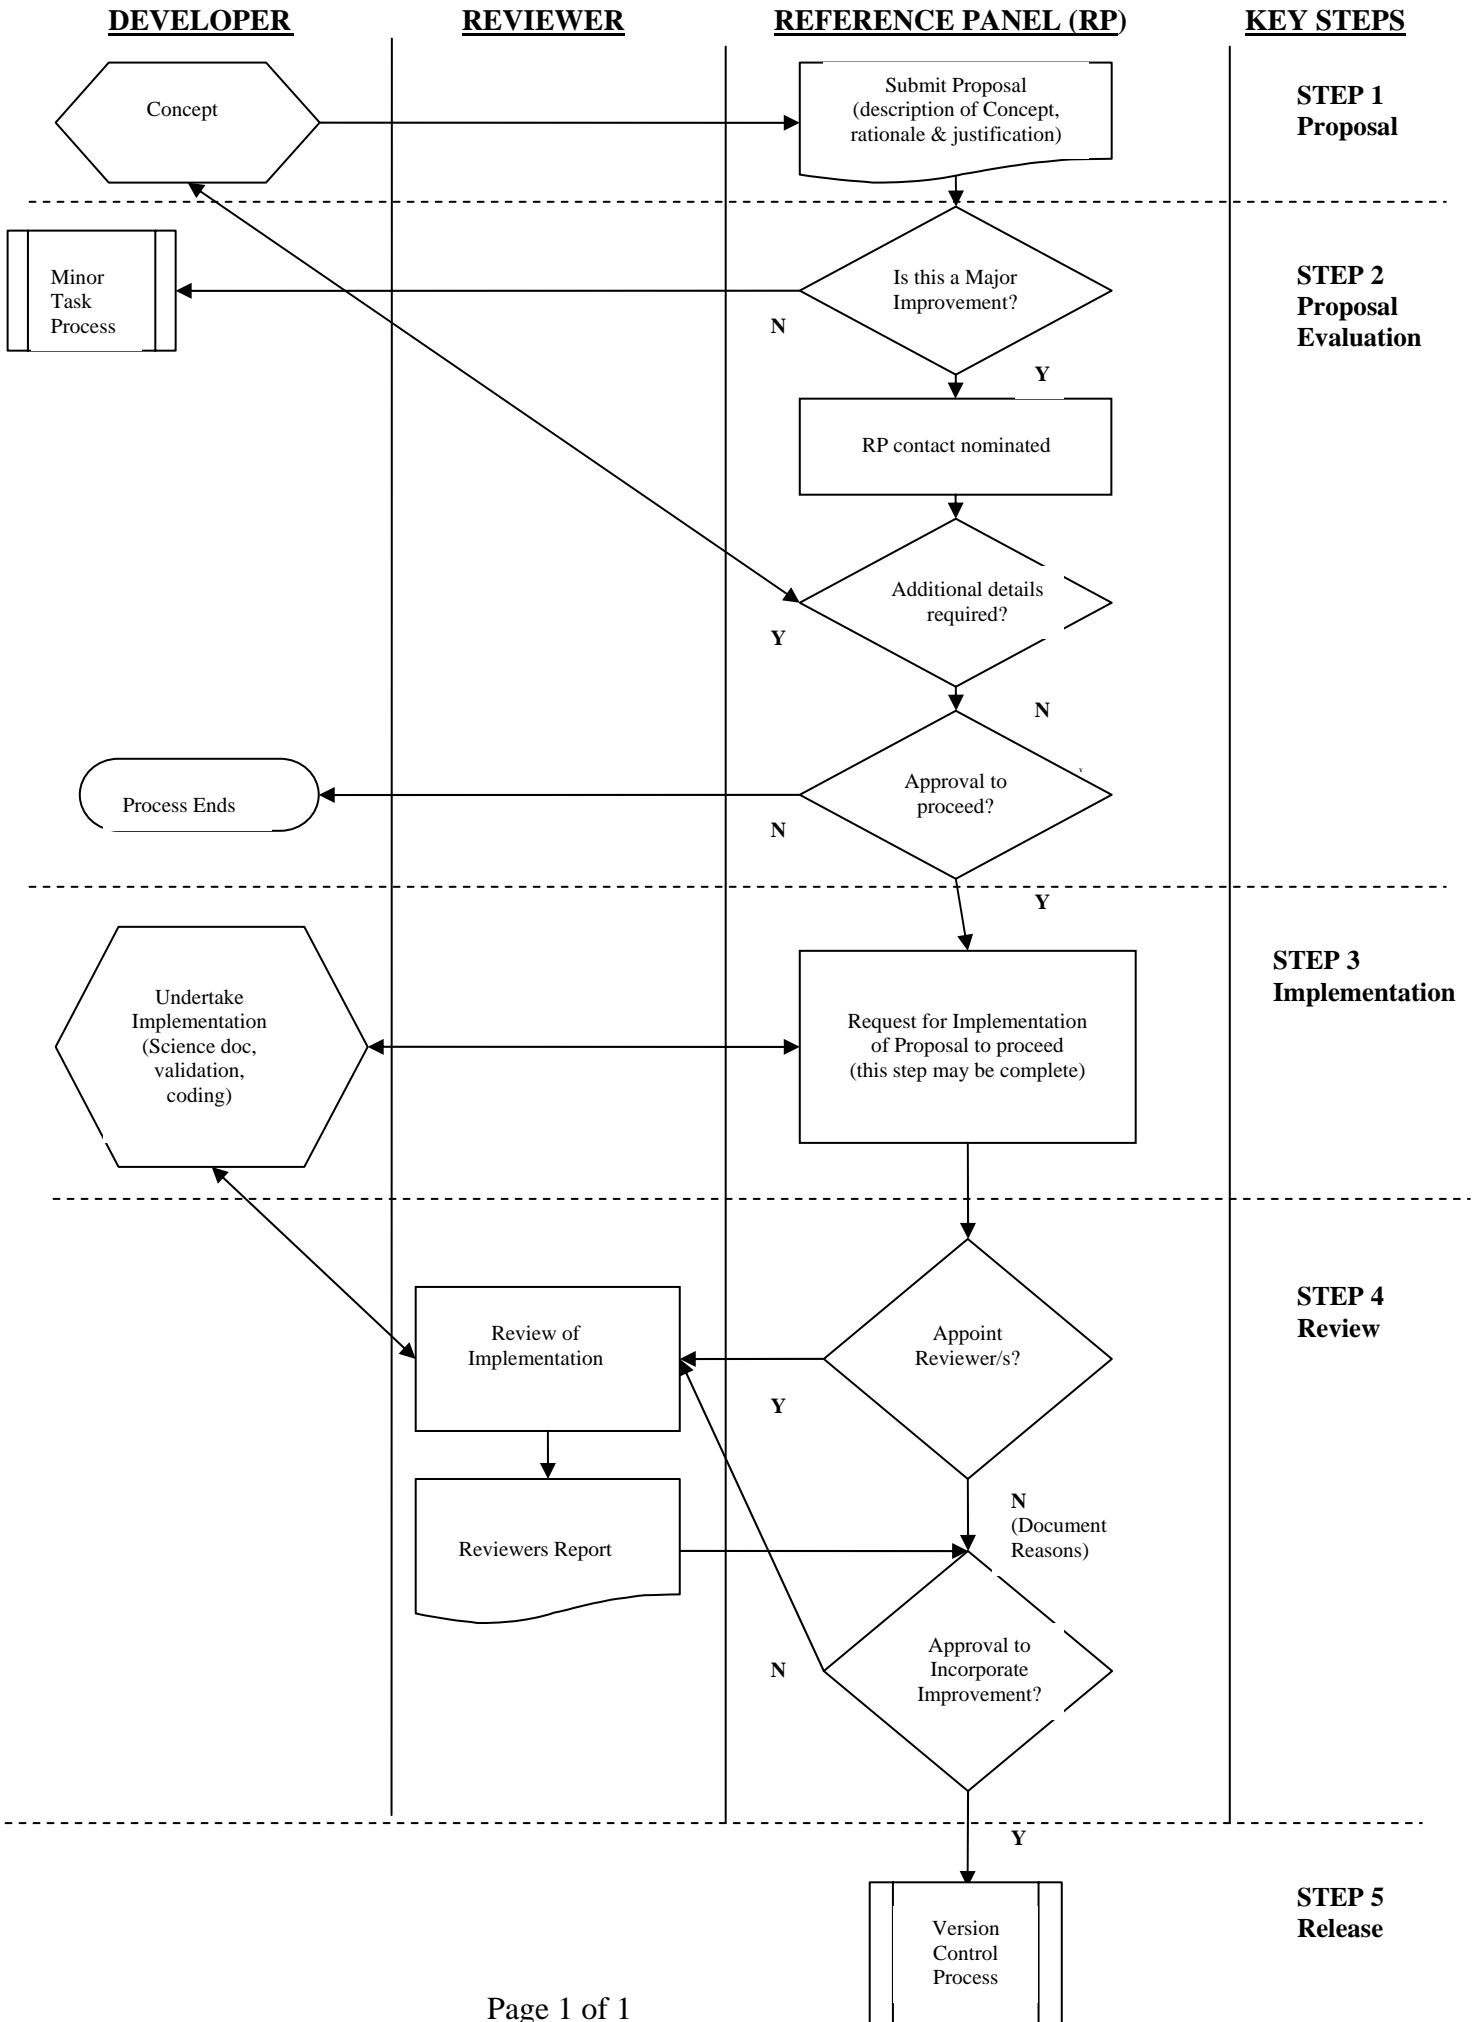 DEVELOPER
REVIEWER
REFERENCE PANEL (RP)
KEY STEPS
Concept
Submit Proposal
(description of Concept,
rationale & justification)
STEP 1
Proposal
Minor
Task
Process
Is this a Major
Improvement?
N
Y
STEP 2
Proposal
Evaluation
RP contact nominated
Additional details
required?
Y
N
Process Ends
Approval to
proceed?
Y
N
Y
Undertake
Implementation
(Science doc,
validation,
coding)
Request for Implementation
of Proposal to proceed
(this step may be complete)
STEP 3
Implementation
Review of
Implementation
Appoint
Reviewer/s?
Y
STEP 4
Review
N
(Document
Reasons)
Reviewers Report
Approval to
Incorporate
Improvement?
N
Y
Version
Control
Process
STEP 5
Release
Page 1 of 1